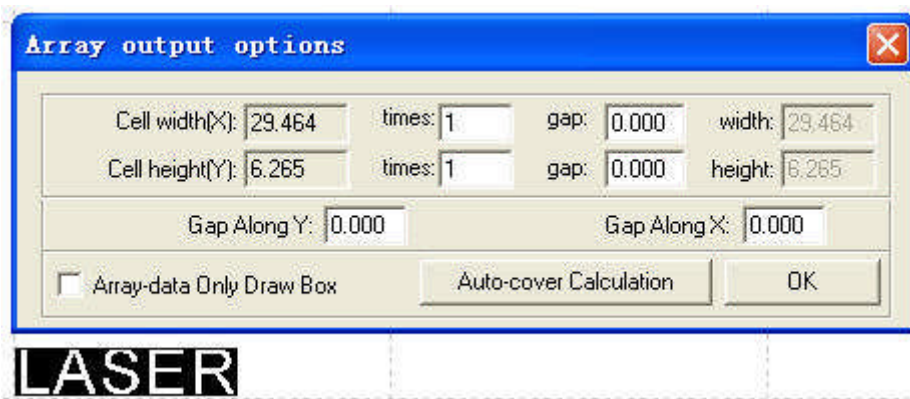 Array output options
Cell width(X): 29.464 times: 1 gap: 0.000 width: 29.464
Cell height(Y): 6.265 times: 1 gap: 0.000 height: 6.265
Gap Along Y: 0.000 Gap Along X: 0.000
Array-data Only Draw Box Auto-cover Calculation OK
LASER